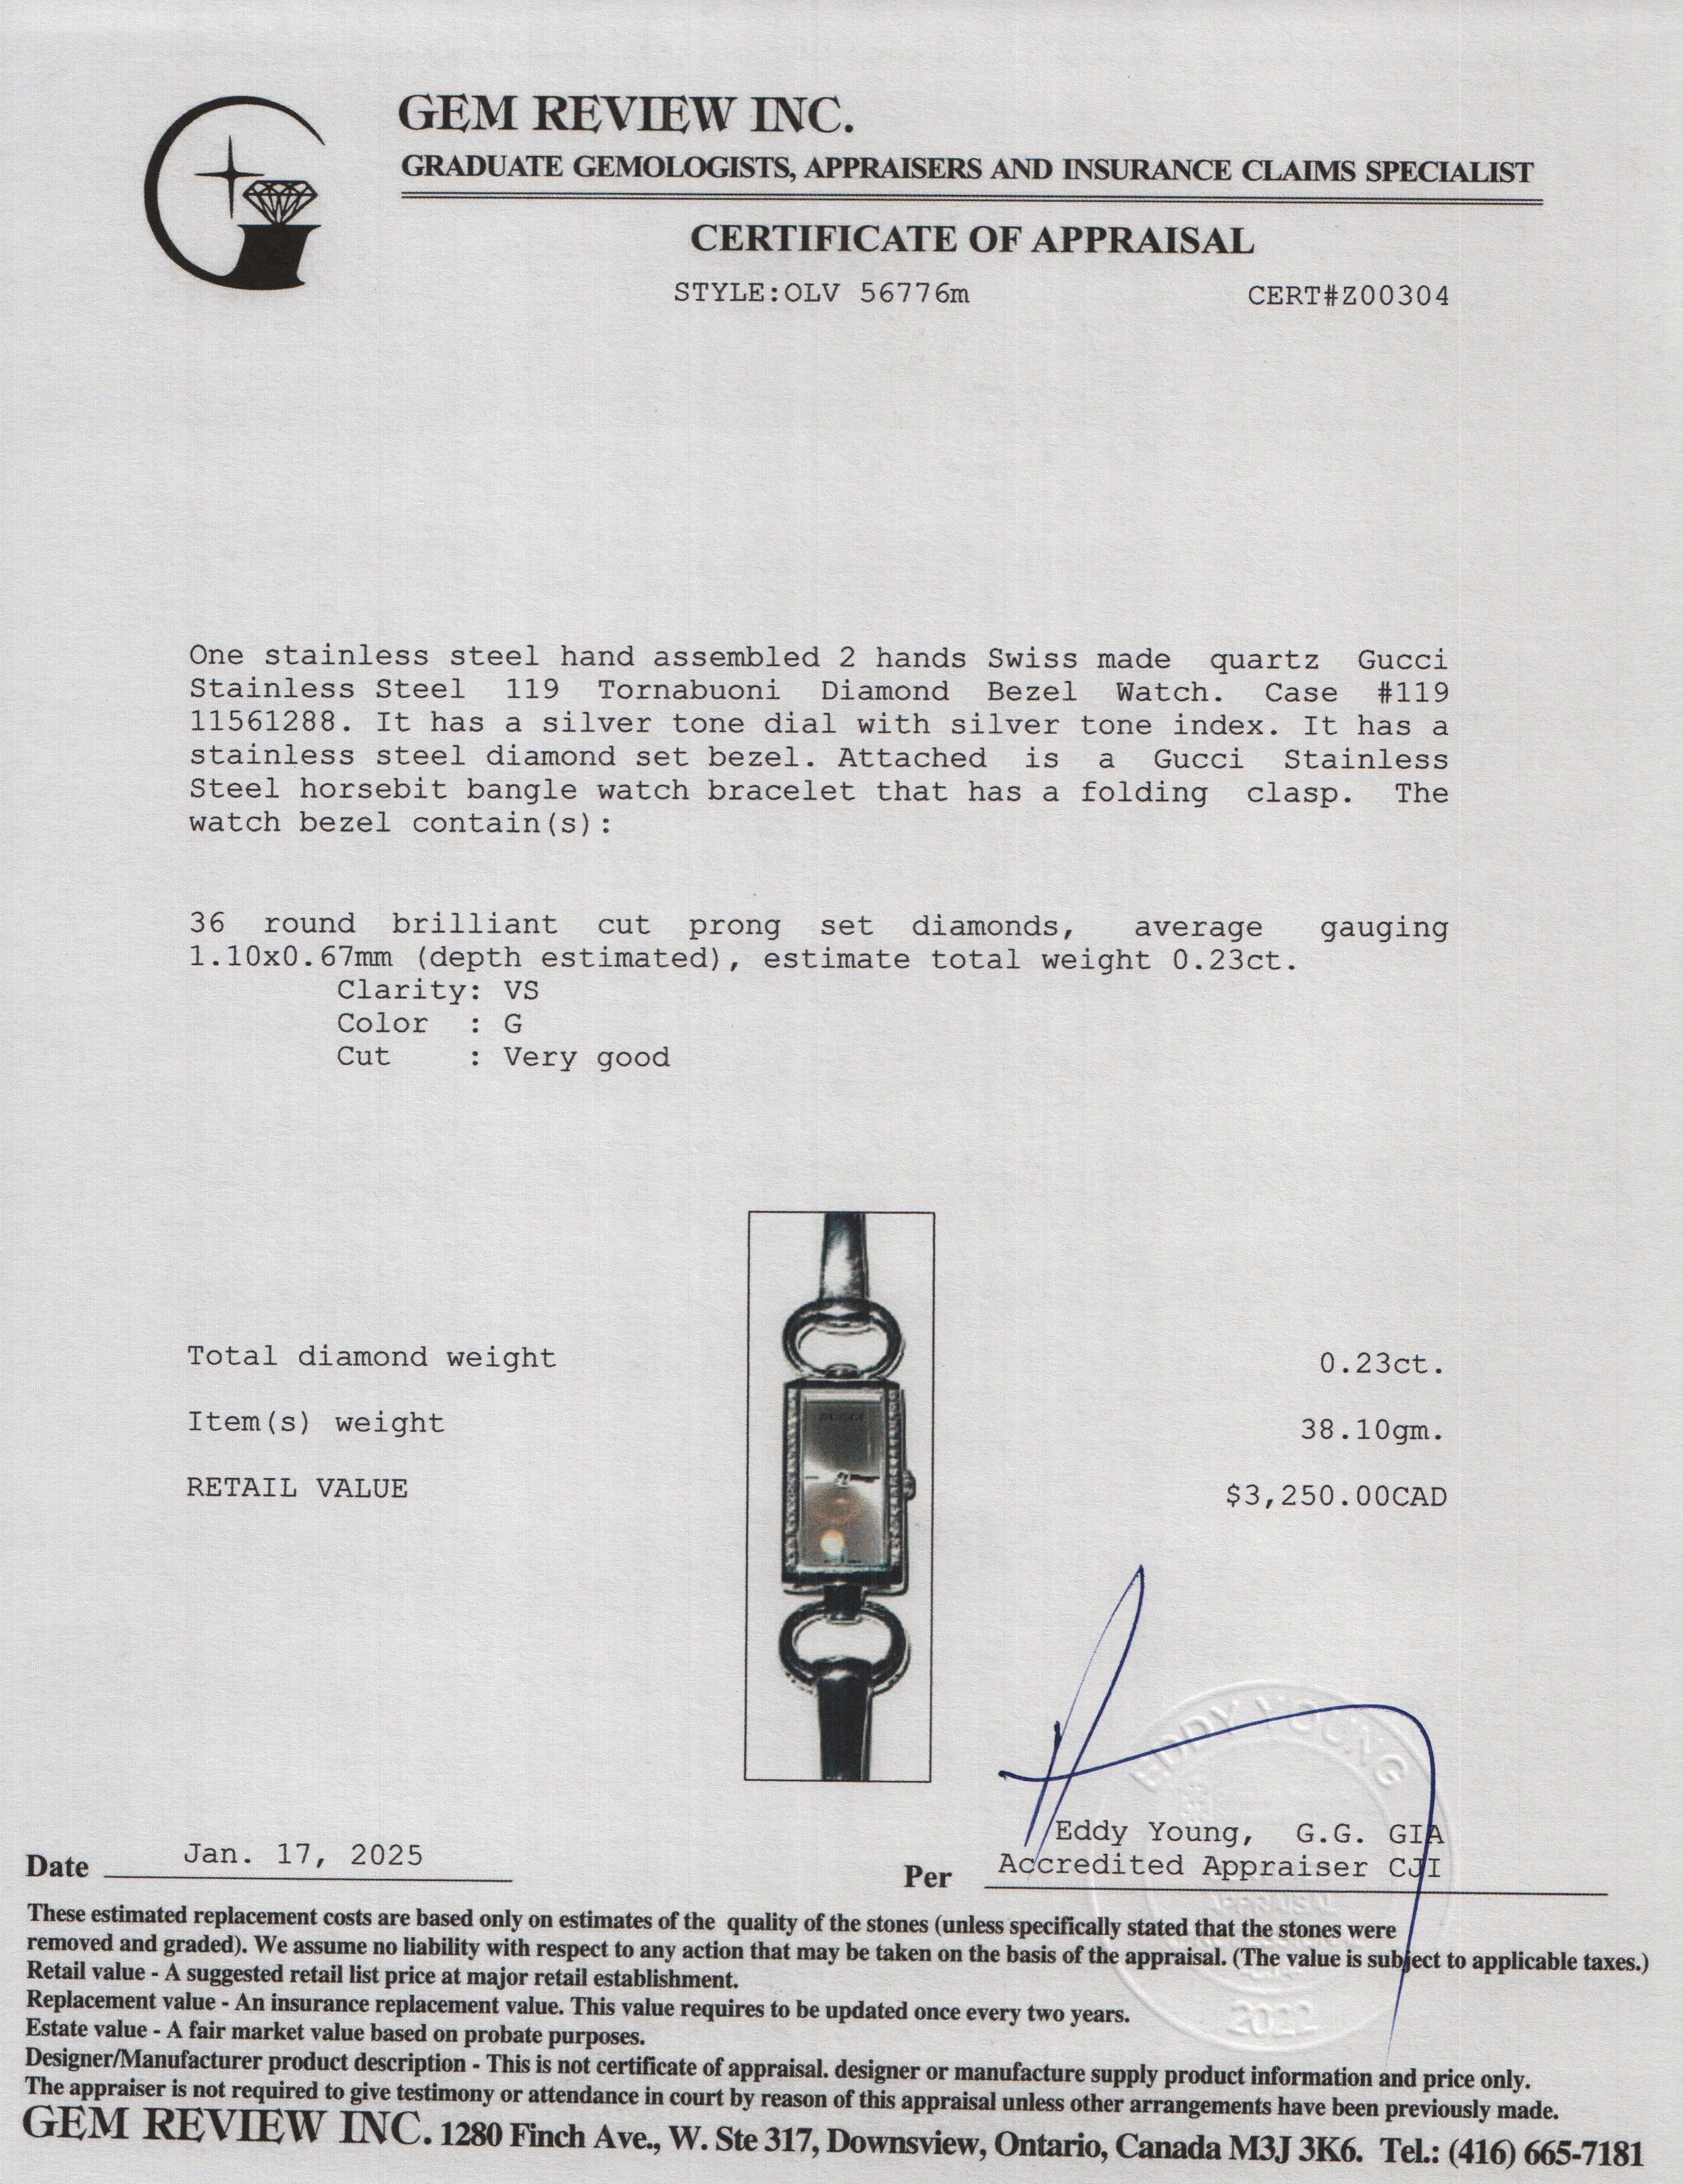 GEM REVIEW INC.
GRADUATE GEMOLOGISTS, APPRAISERS AND INSURANCE CLAIMS SPECIALIST
CERTIFICATE OF APPRAISAL
STYLE:OLV 56776m CERT#Z00304
One stainless steel hand assembled 2 hands Swiss made quartz Gucci
Stainless Steel 119 Tornabuoni Diamond Bezel Watch. Case #119
11561288. It has a silver tone dial with silver tone index. It has a
stainless steel diamond set bezel. Attached is a Gucci Stainless
Steel horsebit bangle watch bracelet that has a folding clasp. The
watch bezel contain(s):
36 round brilliant cut prong set diamonds, average gauging
1.10x0.67mm (depth estimated), estimate total weight 0.23ct.
Clarity: VS
Color : G
Cut : Very good
GUCCI
Total diamond weight 0.23ct.
Item(s) weight 38.10gm.
RETAIL VALUE $3,250.00CAD
EDDY YOUNG
Eddy Young, G.G. GIA
Date Jan. 17, 2025 Per Accredited Appraiser CJI
APPRAISAL
2022
These estimated replacement costs are based only on estimates of the quality of the stones (unless specifically stated that the stones were
removed and graded). We assume no liability with respect to any action that may be taken on the basis of the appraisal. (The value is subject to applicable taxes.)
Retail value - A suggested retail list price at major retail establishment.
Replacement value - An insurance replacement value. This value requires to be updated once every two years.
Estate value - A fair market value based on probate purposes.
Designer/Manufacturer product description - This is not certificate of appraisal. designer or manufacture supply product information and price only.
The appraiser is not required to give testimony or attendance in court by reason of this appraisal unless other arrangements have been previously made.
GEM REVIEW INC. 1280 Finch Ave., W. Ste 317, Downsview, Ontario, Canada M3J 3K6. Tel.: (416) 665-7181